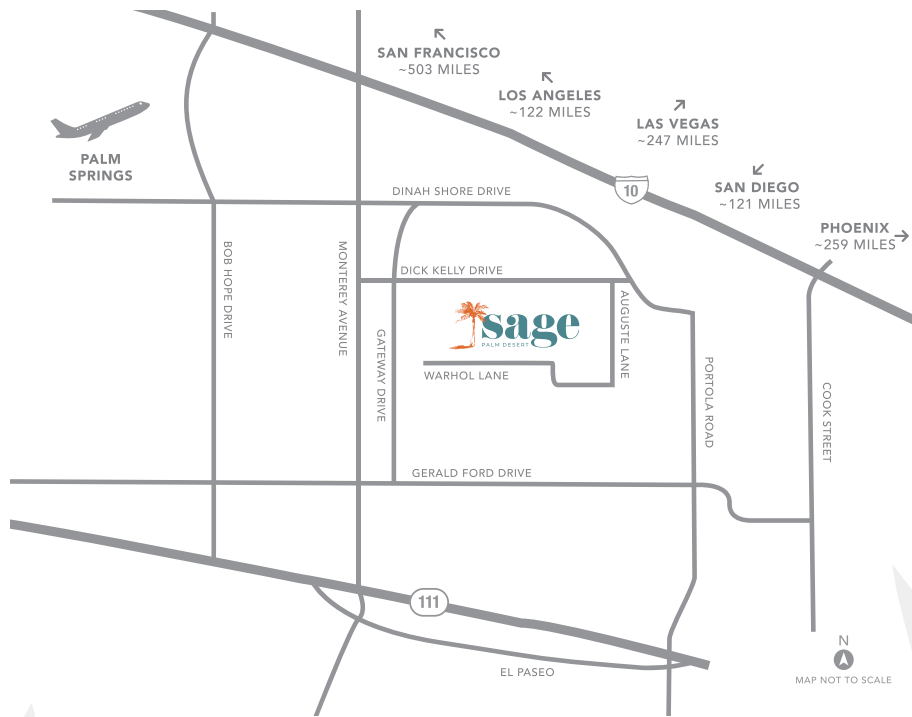 SAN FRANCISCO
~503 MILES
LOS ANGELES
~122 MILES
LAS VEGAS
~247 MILES
PALM
SPRINGS
SAN DIEGO
~121 MILES
10
DINAH SHORE DRIVE
PHOENIX
~259 MILES
BOB HOPE DRIVE
MONTEREY AVENUE
DICK KELLY DRIVE
sage
PALM DESERT
AUGUSTE LANE
GATEWAY DRIVE
WARHOL LANE
PORTOLA ROAD
COOK STREET
GERALD FORD DRIVE
111
EL PASEO
N
MAP NOT TO SCALE